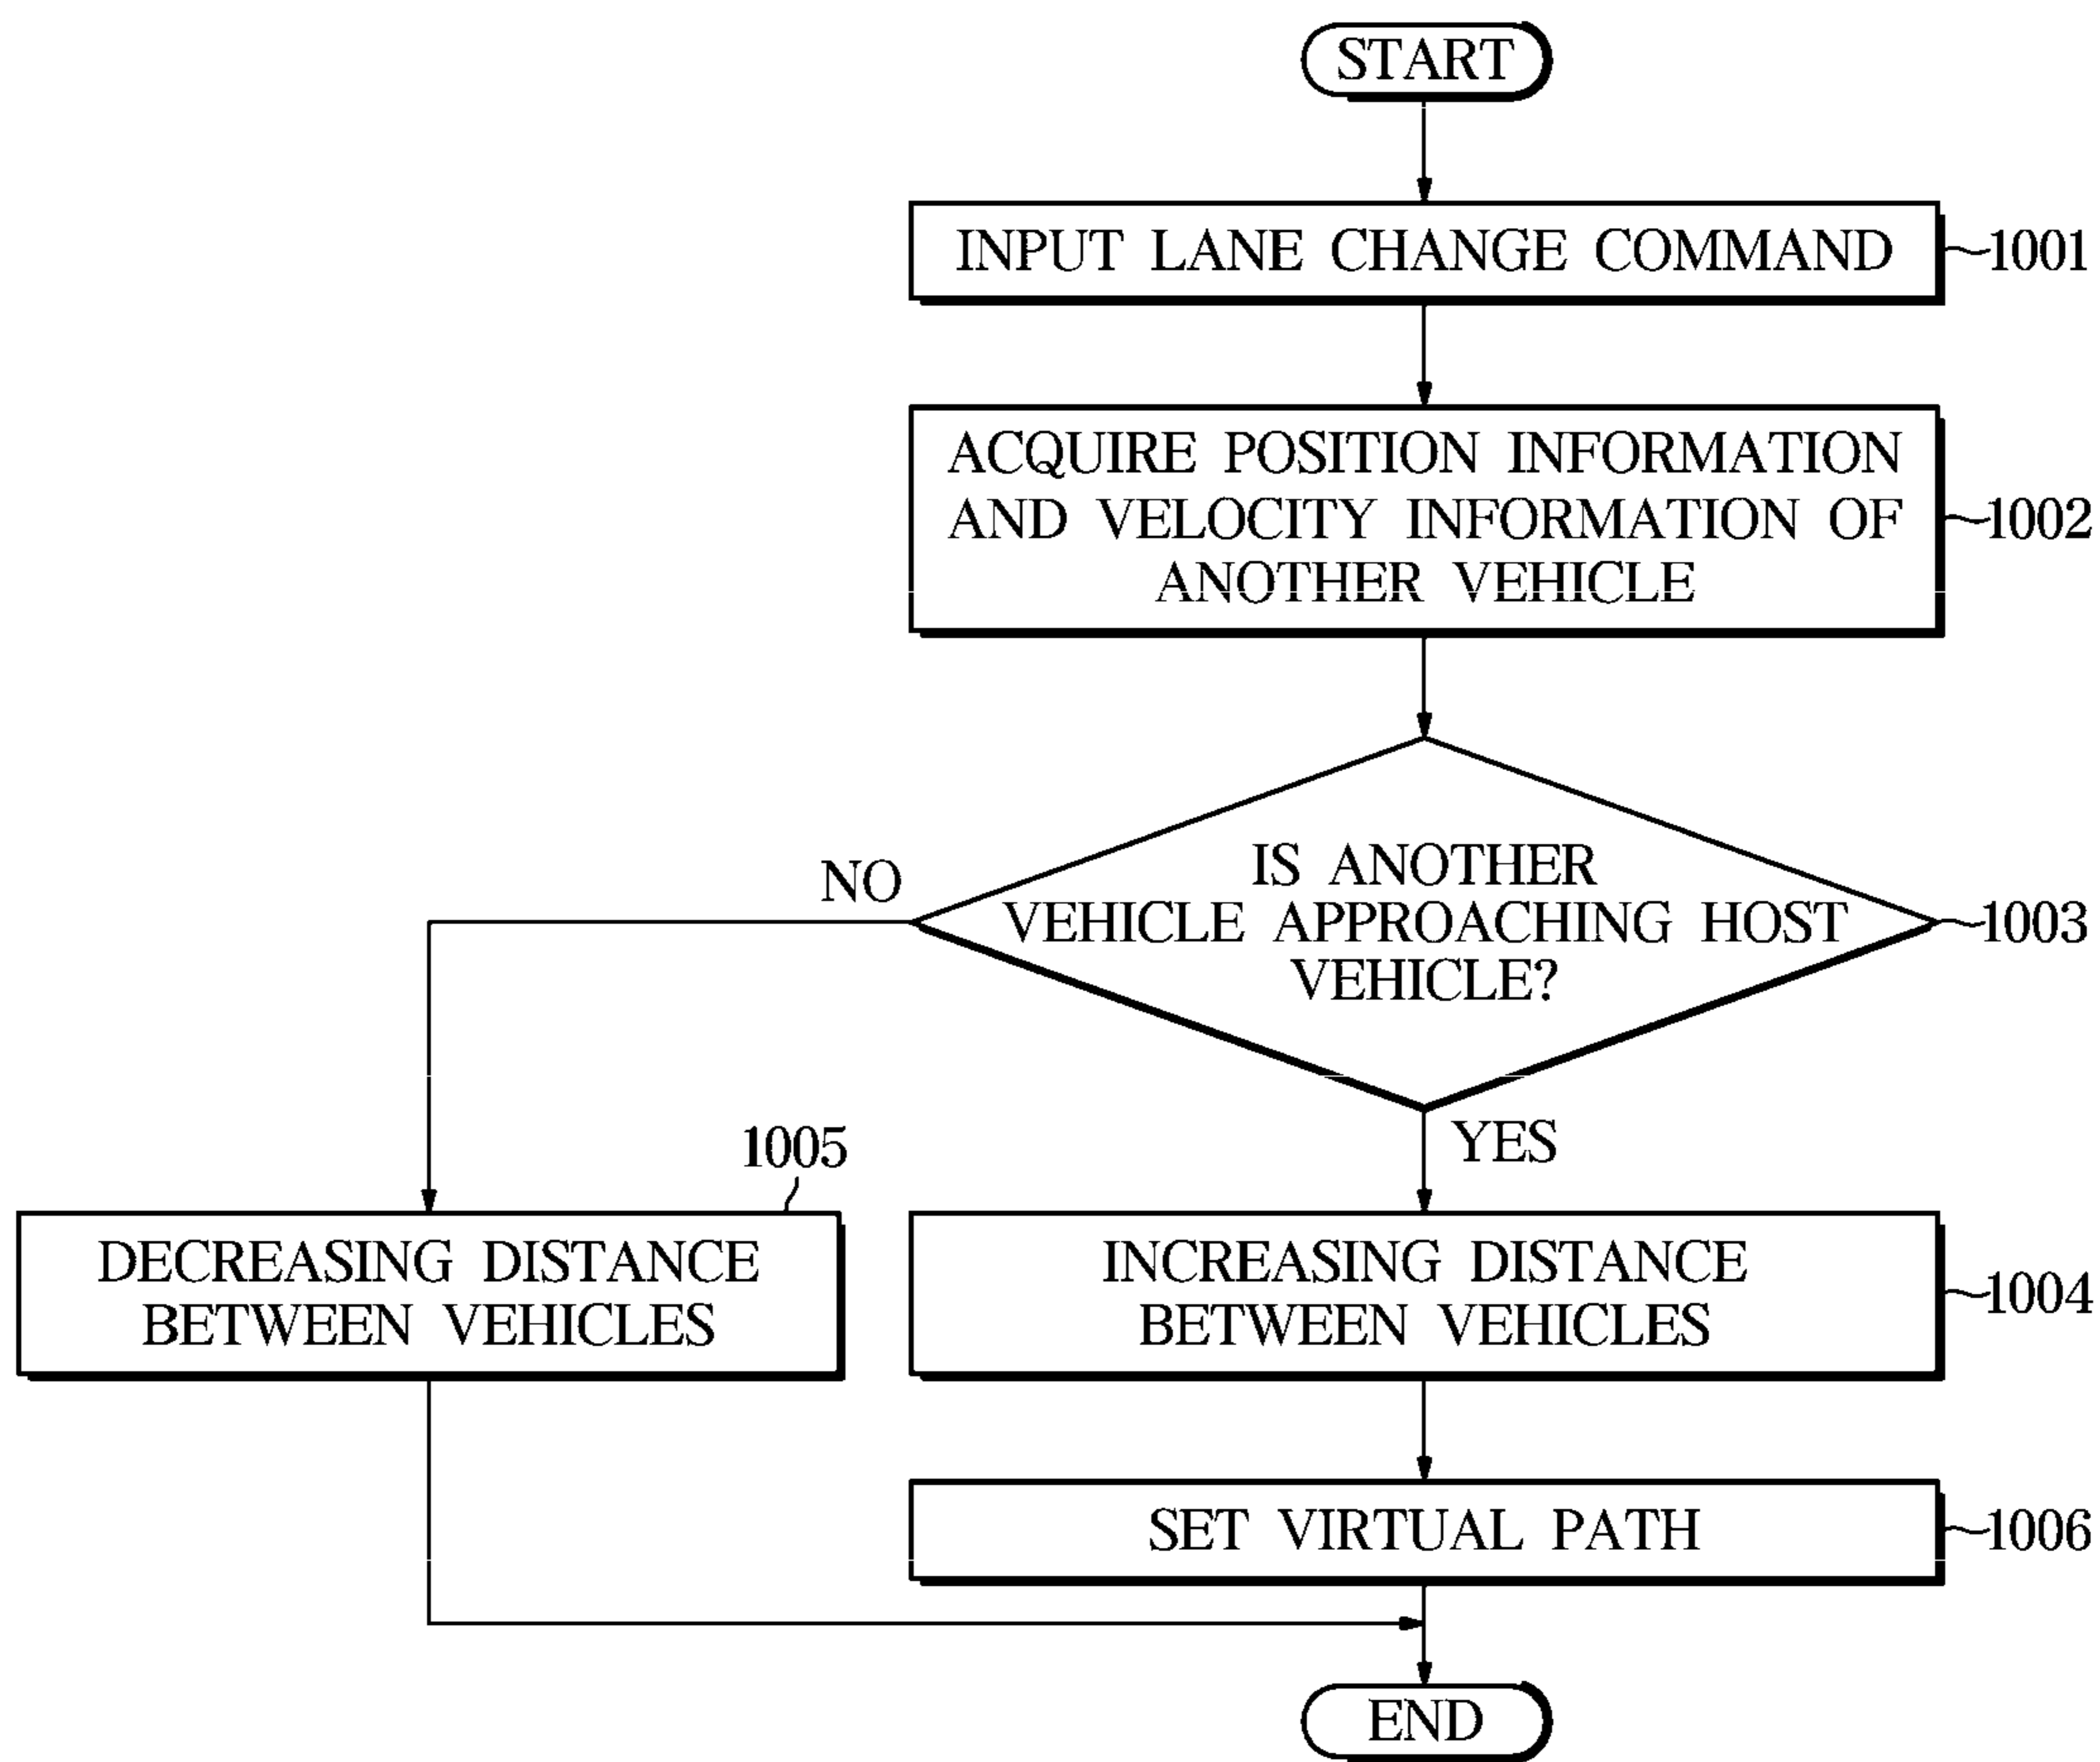 START
INPUT LANE CHANGE COMMAND
1001
ACQUIRE POSITION INFORMATION
AND VELOCITY INFORMATION OF
ANOTHER VEHICLE
1002
IS ANOTHER
VEHICLE APPROACHING HOST
VEHICLE?
1003
NO
YES
1005
DECREASING DISTANCE
BETWEEN VEHICLES
INCREASING DISTANCE
BETWEEN VEHICLES
1004
SET VIRTUAL PATH
1006
END